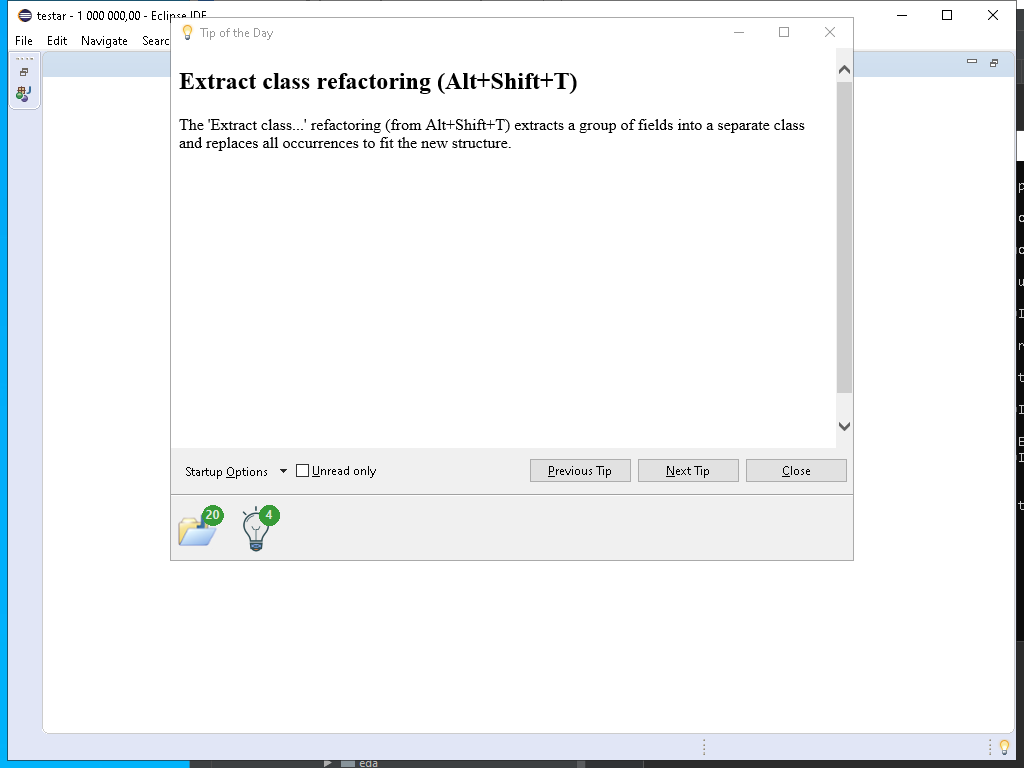 testar - 1 000 000,00 - Eclipse IDE
File Edit Navigate
Tip of the Day
Extract class refactoring (Alt+Shift+T)
The 'Extract class...' refactoring (from Alt+Shift+T) extracts a group of fields into a separate class
and replaces all occurrences to fit the new structure.
Startup Options
Unread only
Previous Tip
Next Tip
Close
20
4
eda